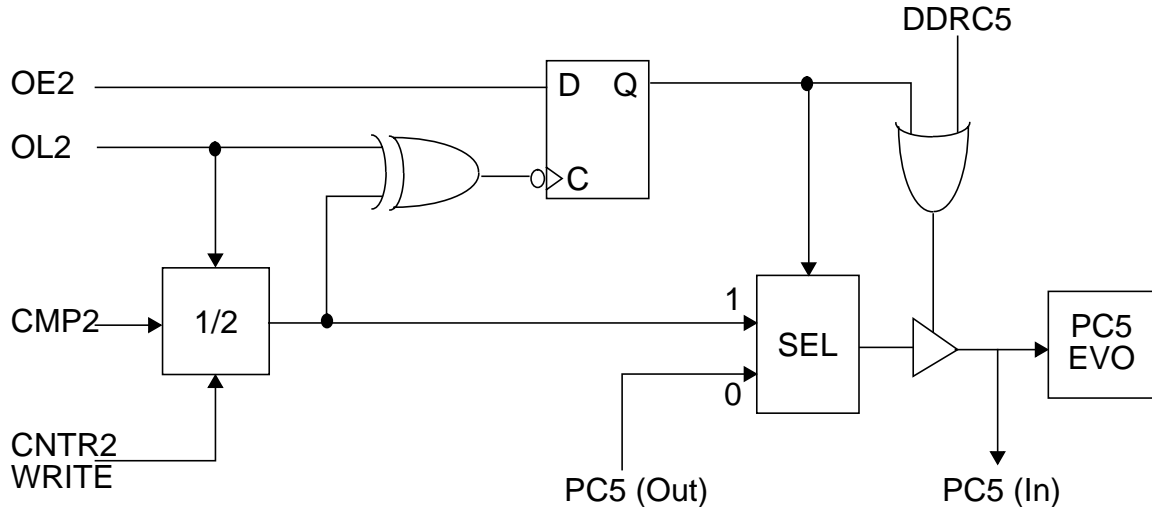 DDRC5
OE2
D Q
OL2
C
CMP2
1/2
1
SEL
PC5
EVO
0
CNTR2
WRITE
PC5 (Out)
PC5 (In)